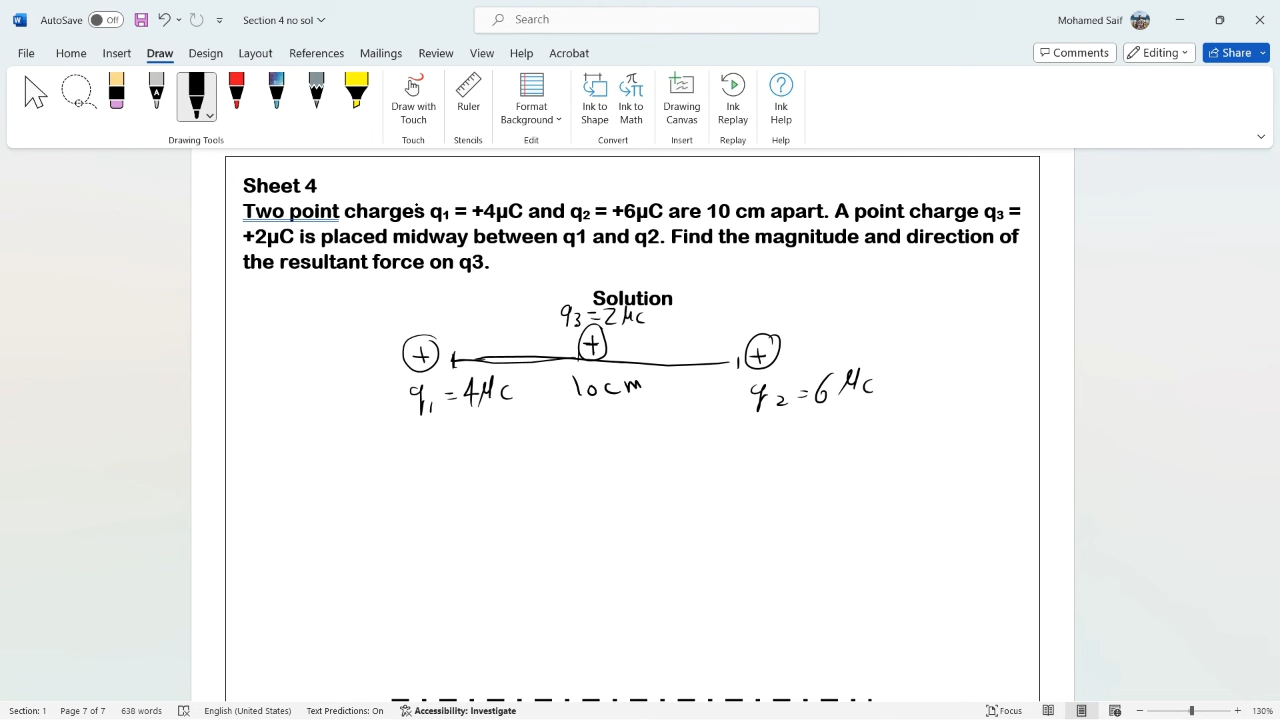 AutoSave Off Section 4 no sol Search Mohamed Saif
File Home Insert Draw Design Layout References Mailings Review View Help Acrobat Comments Editing Share
A
Draw with Touch Ruler Format Background Ink to Shape Ink to Math Drawing Canvas Ink Replay Ink Help
Drawing Tools Touch Stencils Edit Convert Insert Replay Help
Sheet 4
Two point charges q₁ = +4μC and q₂ = +6μC are 10 cm apart. A point charge q₃ =
+2μC is placed midway between q1 and q2. Find the magnitude and direction of
the resultant force on q3.
Solution
q₃ = 2 μc
+ + +
q₁ = 4μc 10cm q₂ = 6 μc
Section: 1 Page 7 of 7 638 words English (United States) Text Predictions: On Accessibility: Investigate Focus 130%